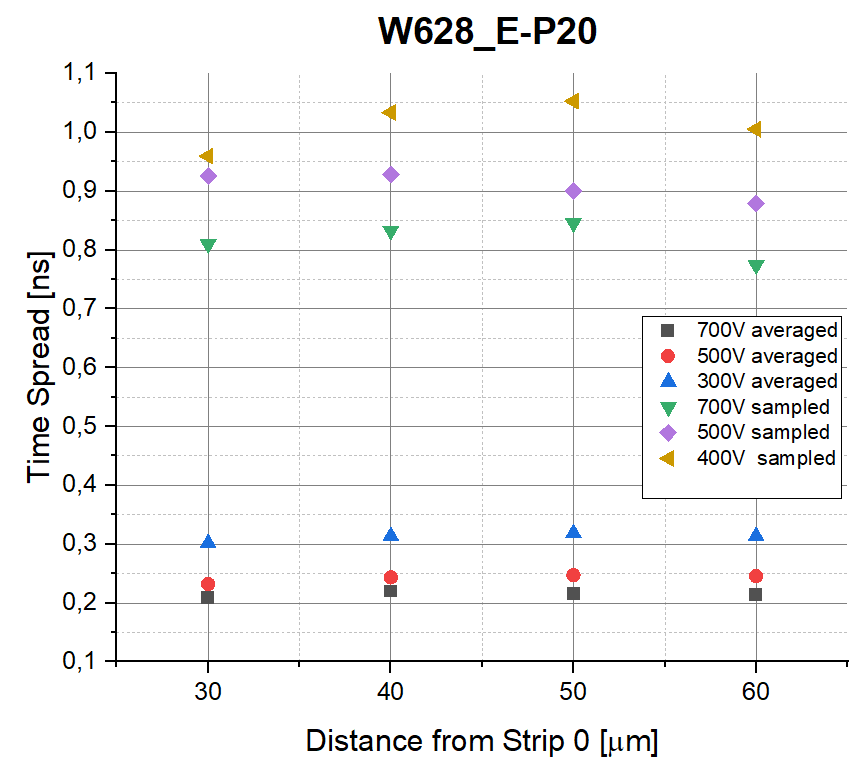 W628_E-P20
1,1
1,0
0,9
0,8
0,7
0,6
0,5
0,4
0,3
0,2
0,1
Time Spread [ns]
700V averaged
500V averaged
300V averaged
700V sampled
500V sampled
400V  sampled
30 40 50 60
Distance from Strip 0 [μm]